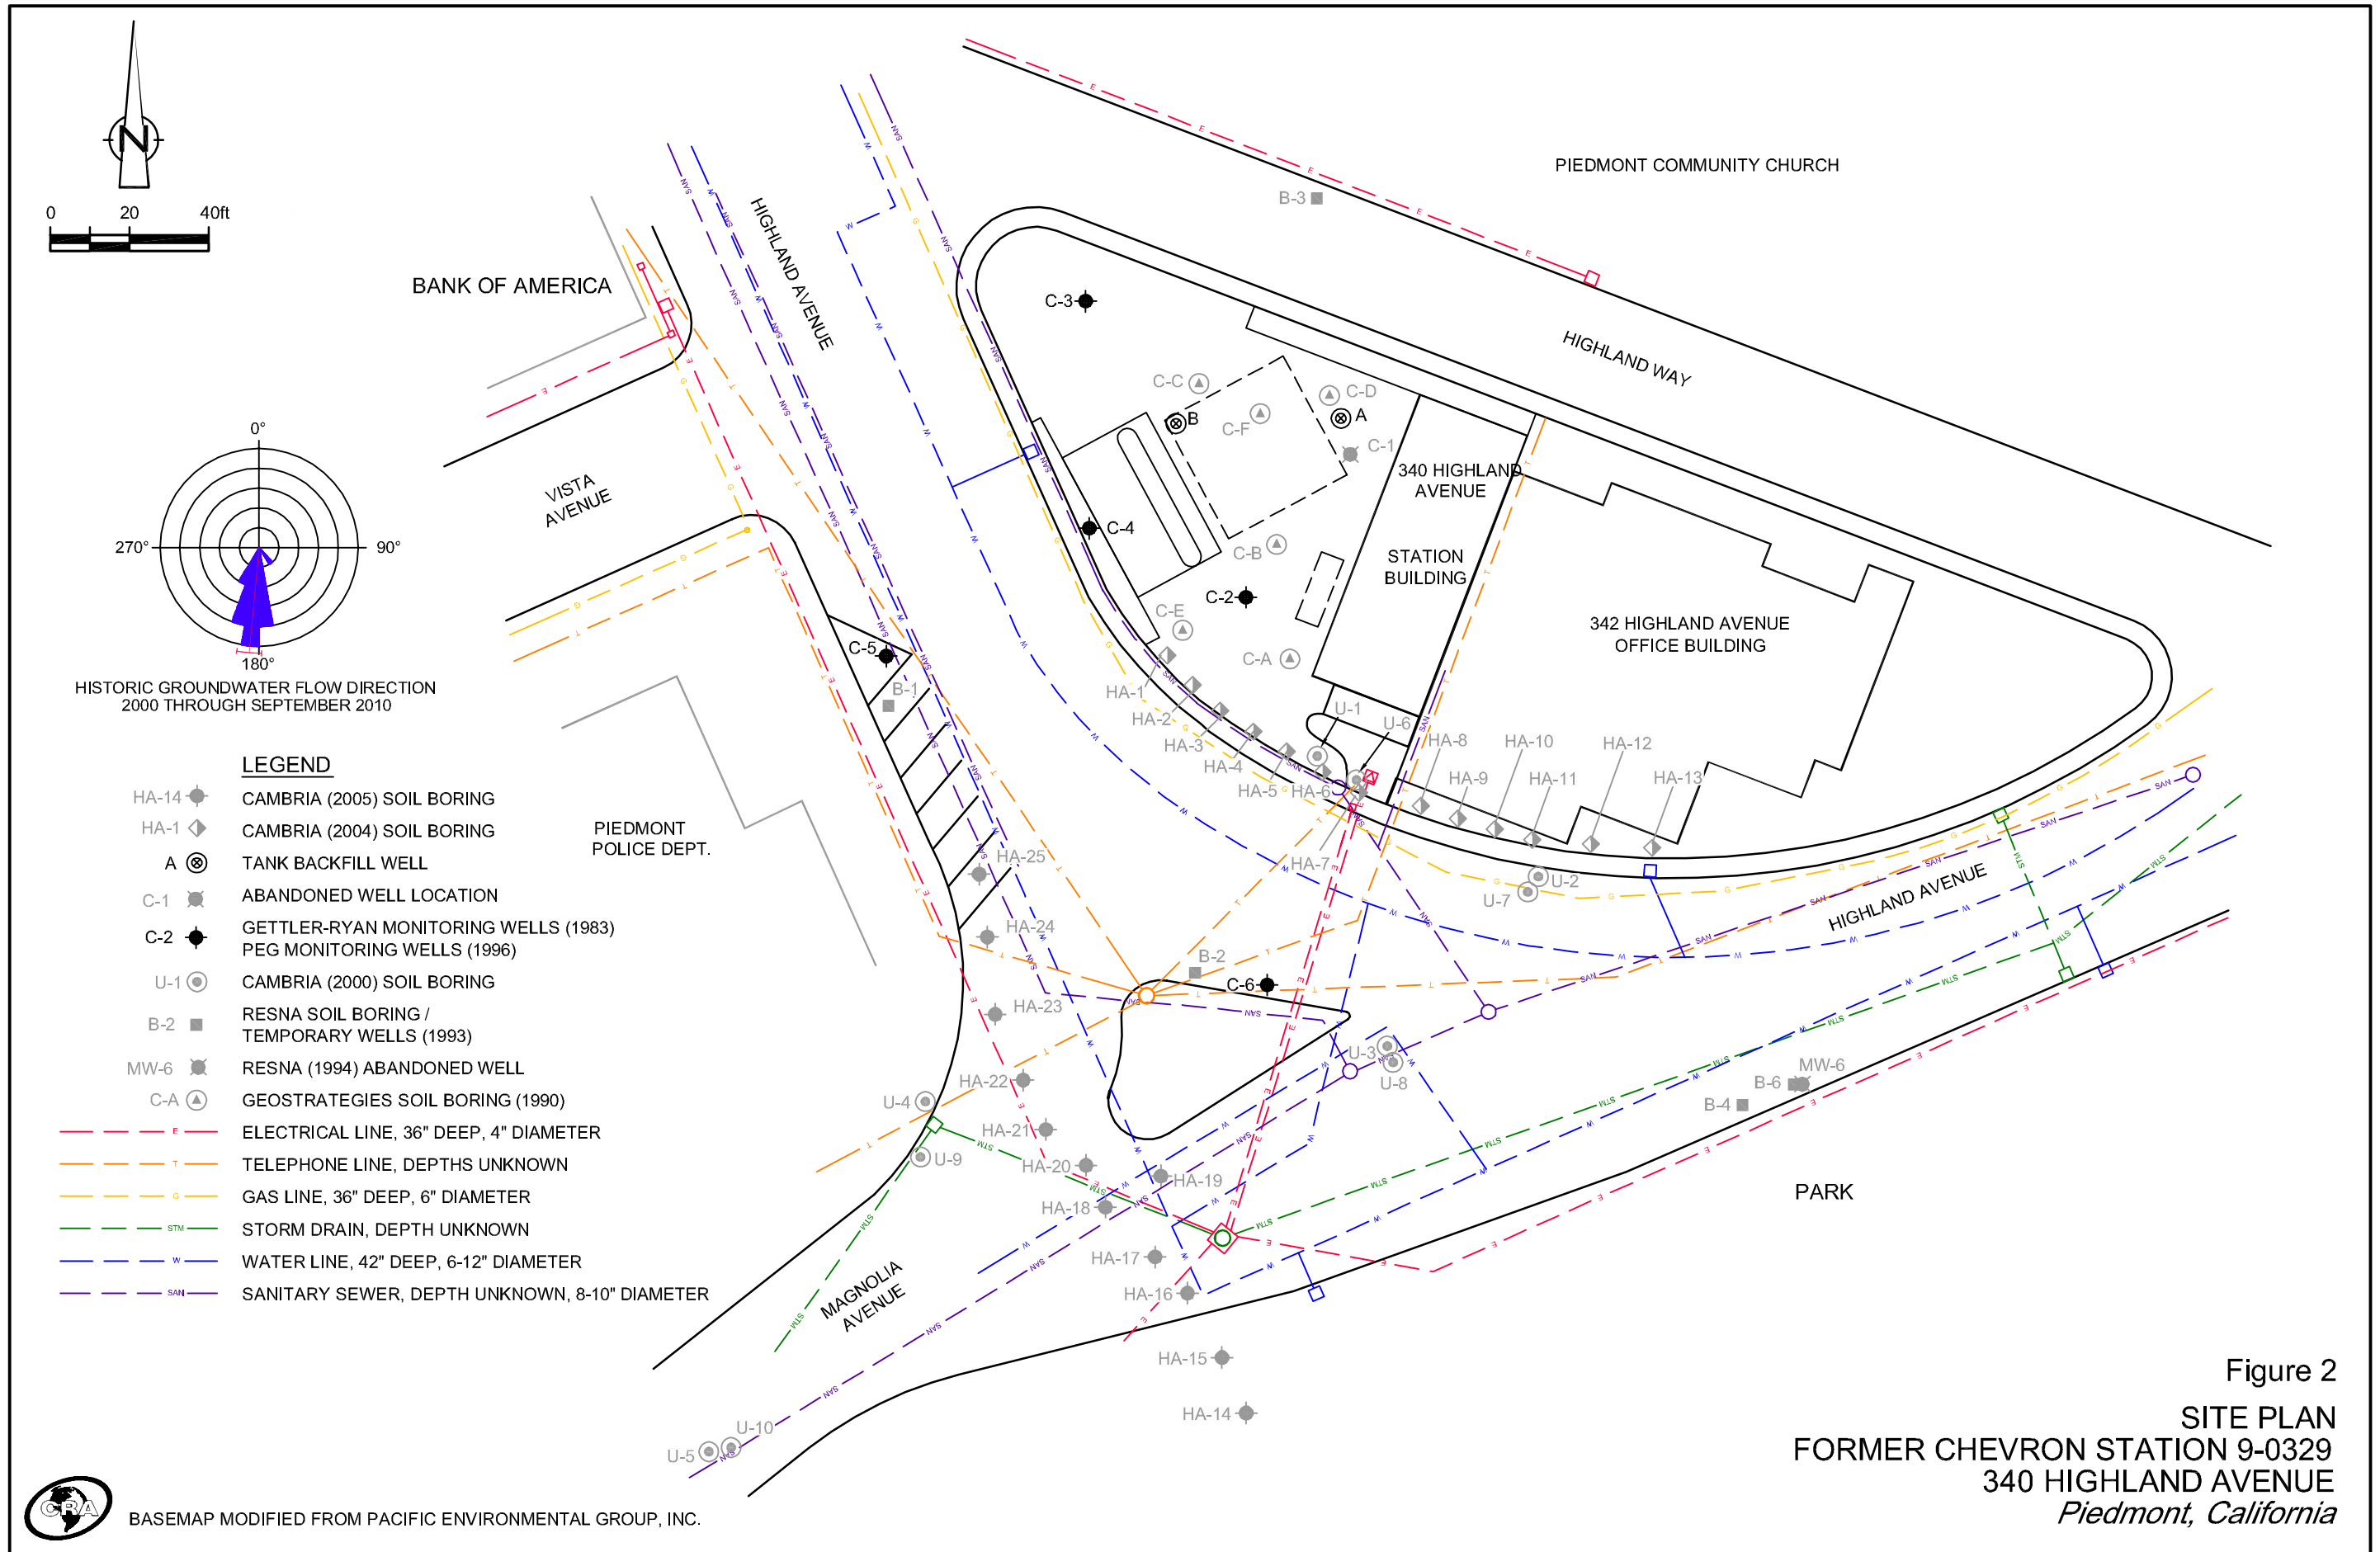 N
0 20 40ft
BANK OF AMERICA
HIGHLAND AVENUE
PIEDMONT COMMUNITY CHURCH
B-3
HIGHLAND WAY
C-3
C-C
C-D
B
A
C-F
C-1
C-4
340 HIGHLAND
AVENUE
STATION
BUILDING
C-B
C-2
C-E
C-A
342 HIGHLAND AVENUE
OFFICE BUILDING
VISTA
AVENUE
0°
270°
90°
180°
HISTORIC GROUNDWATER FLOW DIRECTION
2000 THROUGH SEPTEMBER 2010
C-5
B-1
HA-1
HA-2
HA-3
HA-4
HA-5
HA-6
HA-7
U-1
U-6
HA-8
HA-9
HA-10
HA-11
HA-12
HA-13
U-2
U-7
PIEDMONT
POLICE DEPT.
HA-25
HA-24
HA-23
HA-22
HA-21
HA-20
HA-19
HA-18
HA-17
HA-16
HA-15
HA-14
B-2
C-6
U-3
U-8
U-4
U-9
U-5
U-10
HIGHLAND AVENUE
MW-6
B-6
B-4
PARK
MAGNOLIA
AVENUE
LEGEND
HA-14 CAMBRIA (2005) SOIL BORING
HA-1 CAMBRIA (2004) SOIL BORING
A TANK BACKFILL WELL
C-1 ABANDONED WELL LOCATION
C-2 GETTLER-RYAN MONITORING WELLS (1983)
PEG MONITORING WELLS (1996)
U-1 CAMBRIA (2000) SOIL BORING
B-2 RESNA SOIL BORING /
TEMPORARY WELLS (1993)
MW-6 RESNA (1994) ABANDONED WELL
C-A GEOSTRATEGIES SOIL BORING (1990)
E ELECTRICAL LINE, 36" DEEP, 4" DIAMETER
T TELEPHONE LINE, DEPTHS UNKNOWN
G GAS LINE, 36" DEEP, 6" DIAMETER
STM STORM DRAIN, DEPTH UNKNOWN
W WATER LINE, 42" DEEP, 6-12" DIAMETER
SAN SANITARY SEWER, DEPTH UNKNOWN, 8-10" DIAMETER
CRA
BASEMAP MODIFIED FROM PACIFIC ENVIRONMENTAL GROUP, INC.
Figure 2
SITE PLAN
FORMER CHEVRON STATION 9-0329
340 HIGHLAND AVENUE
Piedmont, California